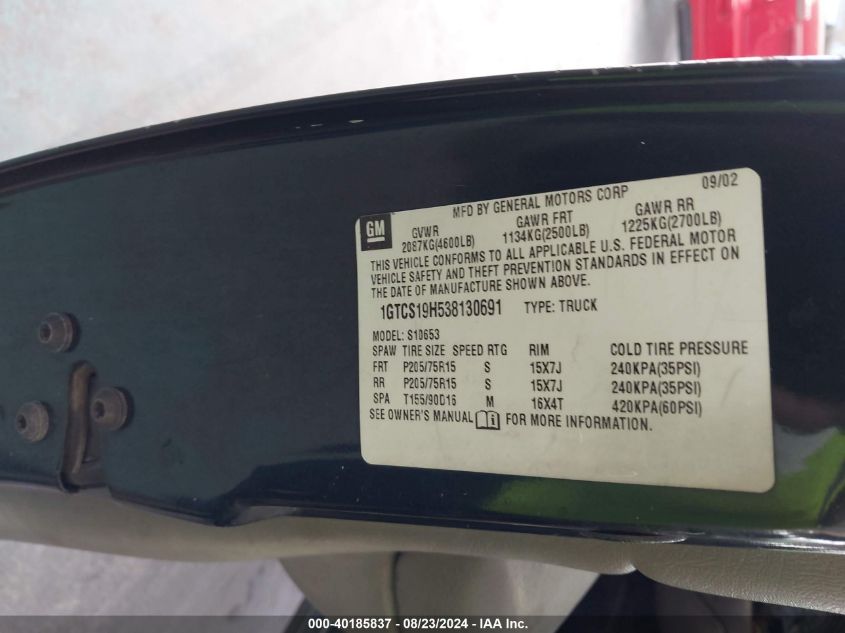 09/02
MFD BY GENERAL MOTORS CORP
GM
GVWR GAWR FRT GAWR RR
2087KG(4600LB) 1134KG(2500LB) 1225KG(2700LB)
THIS VEHICLE CONFORMS TO ALL APPLICABLE U.S. FEDERAL MOTOR
VEHICLE SAFETY AND THEFT PREVENTION STANDARDS IN EFFECT ON
THE DATE OF MANUFACTURE SHOWN ABOVE.
1GTCS19H538130691 TYPE: TRUCK
MODEL: S10653
SPAW TIRE SIZE SPEED RTG RIM COLD TIRE PRESSURE
FRT P205/75R15 S 15X7J 240KPA(35PSI)
RR P205/75R15 S 15X7J 240KPA(35PSI)
SPA T155/90D16 M 16X4T 420KPA(60PSI)
SEE OWNER'S MANUAL i FOR MORE INFORMATION.
000-40185837 - 08/23/2024 - IAA Inc.